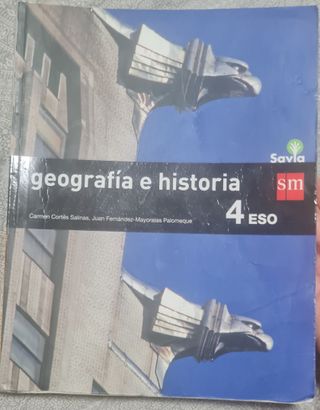 Savia
geografía e historia
sm
Carmen Cortés Salinas, Juan Fernández-Mayoralas Palomeque
4 ESO